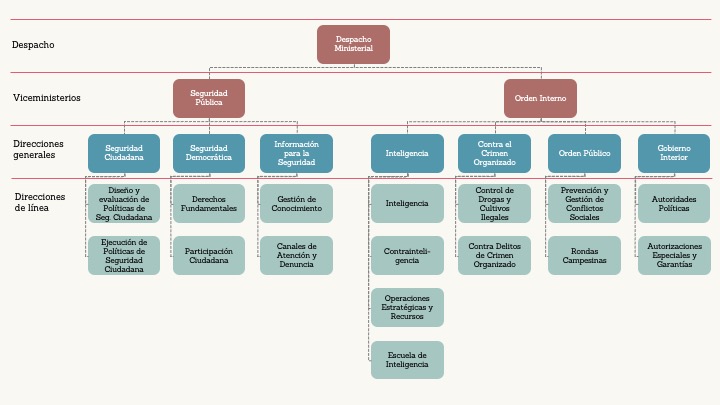 Despacho
Despacho
Ministerial
Viceministerios
Seguridad
Pública
Orden Interno
Direcciones
generales
Seguridad
Ciudadana
Seguridad
Democrática
Información
para la
Seguridad
Inteligencia
Contra el
Crimen
Organizado
Orden Público
Gobierno
Interior
Direcciones
de línea
Diseño y
evaluación de
Políticas de
Seg. Ciudadana
Derechos
Fundamentales
Gestión de
Conocimiento
Inteligencia
Control de
Drogas y
Cultivos
Ilegales
Prevención y
Gestión de
Conflictos
Sociales
Autoridades
Políticas
Ejecución de
Políticas de
Seguridad
Ciudadana
Participación
Ciudadana
Canales de
Atención y
Denuncia
Contrainteli-
gencia
Contra Delitos
de Crimen
Organizado
Rondas
Campesinas
Autorizaciones
Especiales y
Garantías
Operaciones
Estratégicas y
Recursos
Escuela de
Inteligencia